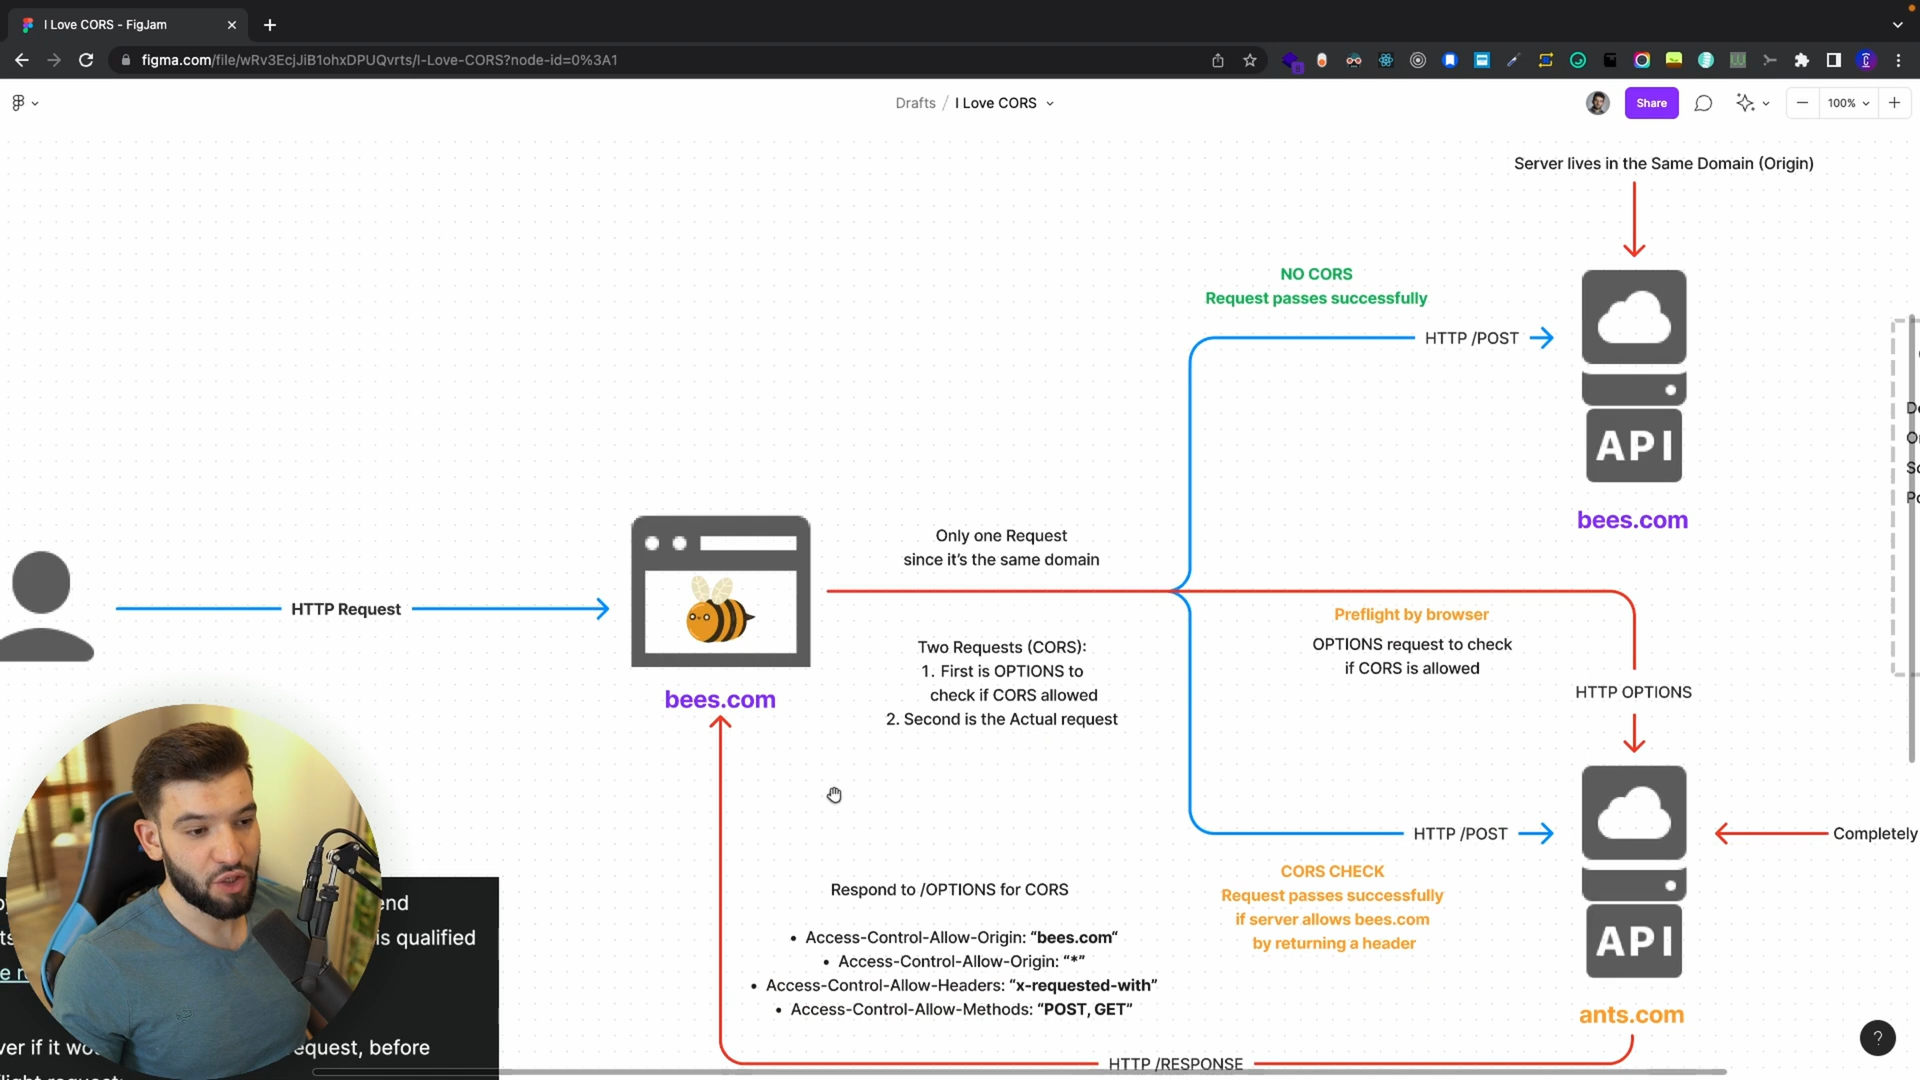 I Love CORS - FigJam
figma.com/file/wRv3EcjJiB1ohxDPUQvrts/I-Love-CORS?node-id=0%3A1
Drafts / I Love CORS
Share
100%
Server lives in the Same Domain (Origin)
NO CORS
Request passes successfully
HTTP /POST
API
bees.com
HTTP Request
bees.com
Only one Request
since it's the same domain
Two Requests (CORS):
1. First is OPTIONS to
check if CORS allowed
2. Second is the Actual request
Preflight by browser
OPTIONS request to check
if CORS is allowed
HTTP OPTIONS
HTTP /POST
CORS CHECK
Request passes successfully
if server allows bees.com
by returning a header
API
ants.com
Completely
Respond to /OPTIONS for CORS
• Access-Control-Allow-Origin: “bees.com“
• Access-Control-Allow-Origin: “*”
• Access-Control-Allow-Headers: “x-requested-with”
• Access-Control-Allow-Methods: “POST, GET”
HTTP /RESPONSE
is qualified
equest, before
?